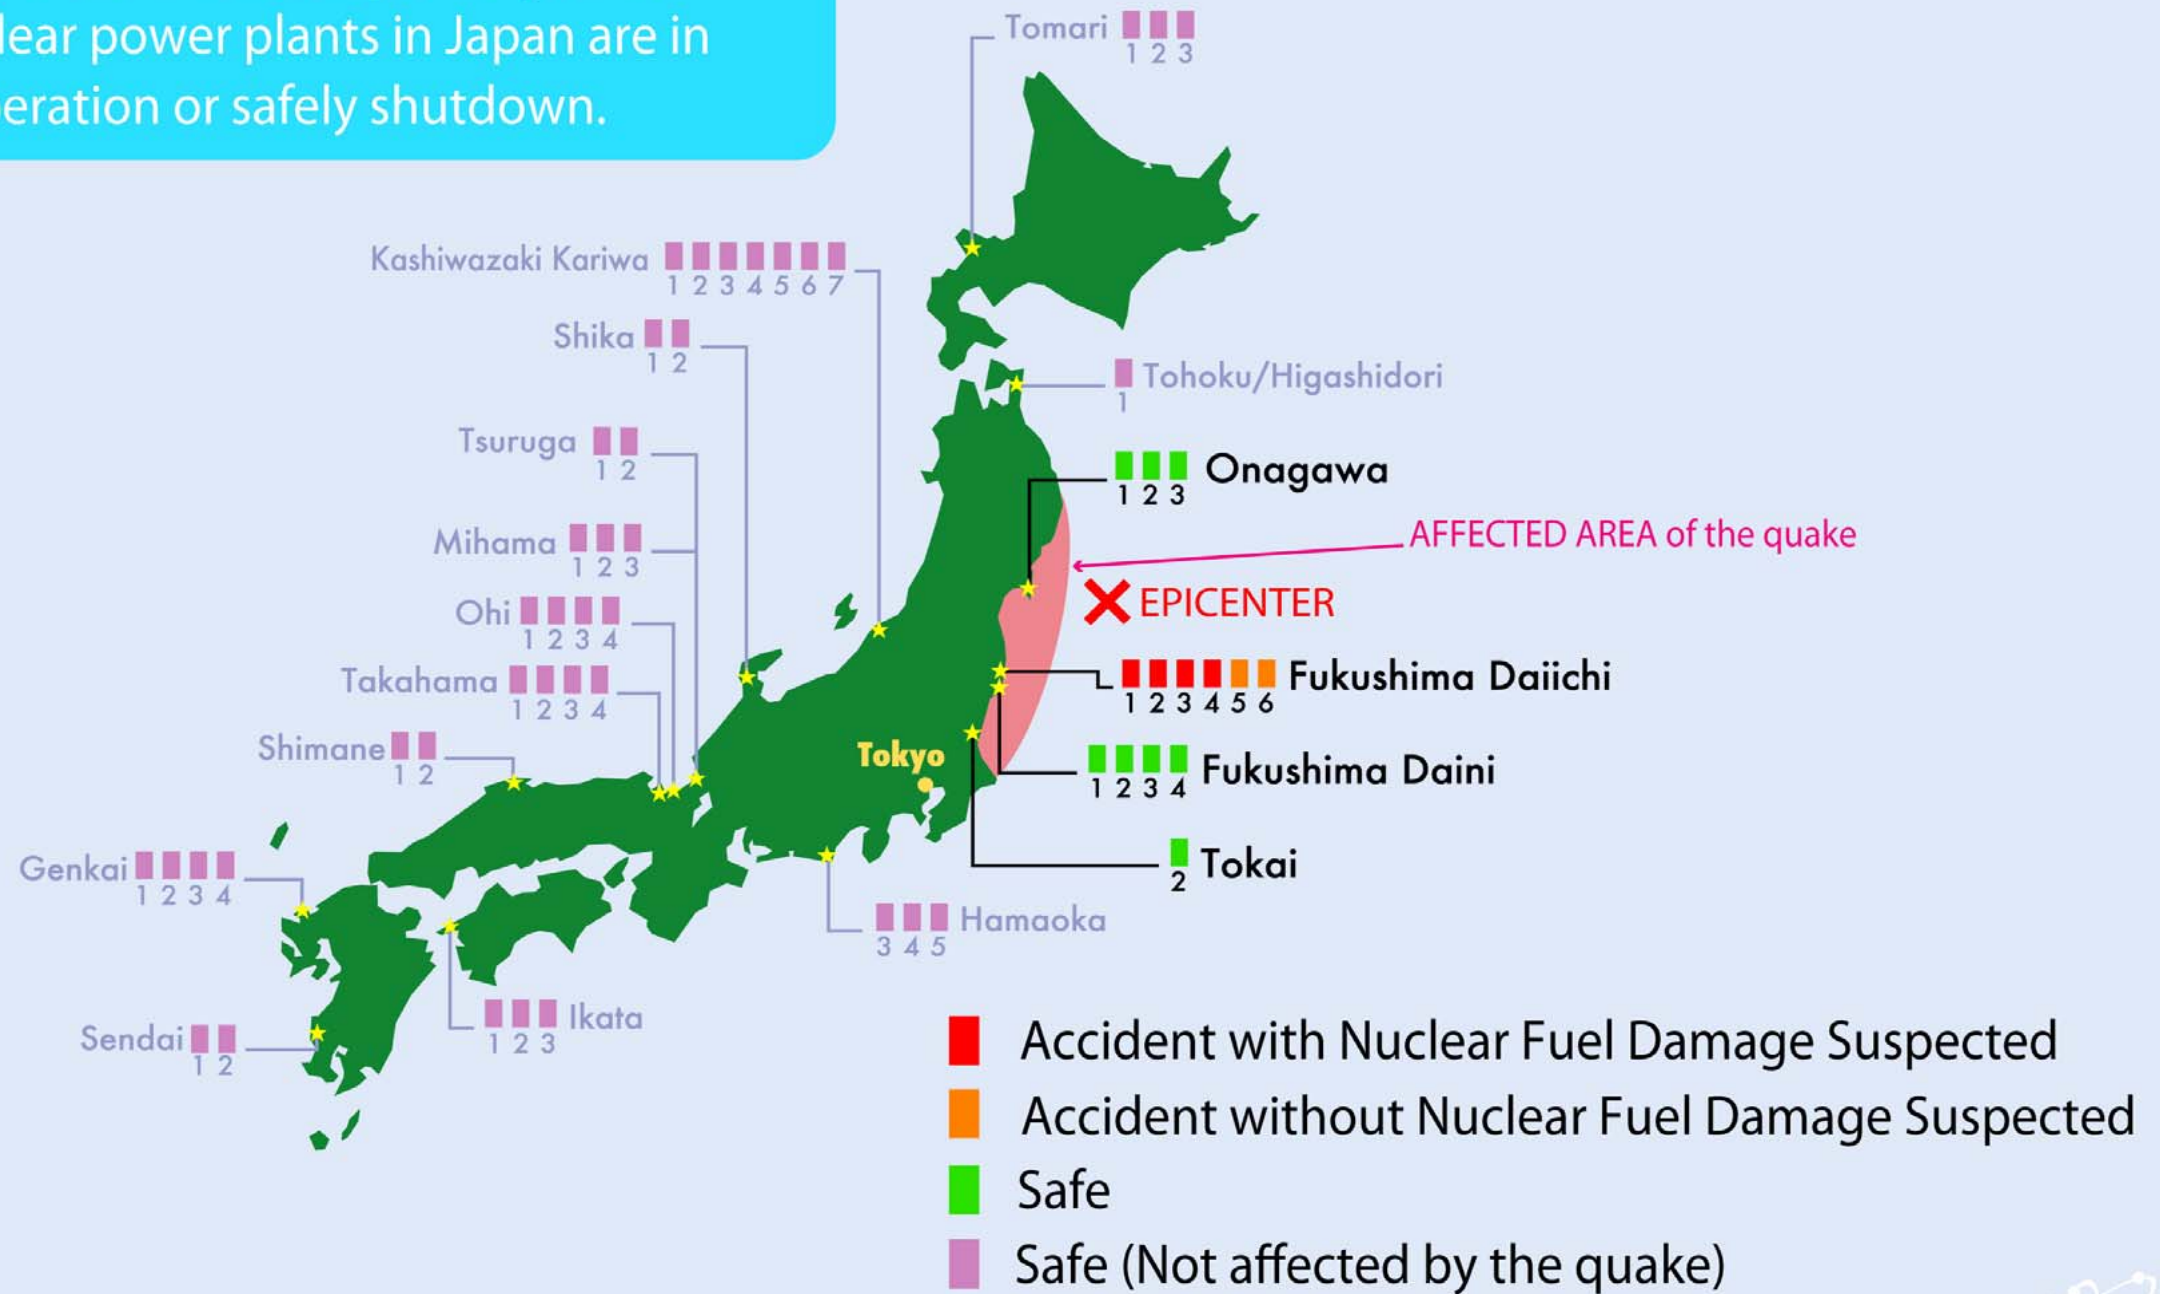 lear power plants in Japan are in
eration or safely shutdown.
Tomari
1 2 3
Kashiwazaki Kariwa
1 2 3 4 5 6 7
Shika
1 2
Tohoku/Higashidori
1
Tsuruga
1 2
Onagawa
1 2 3
AFFECTED AREA of the quake
Mihama
1 2 3
EPICENTER
Ohi
1 2 3 4
Takahama
1 2 3 4
Fukushima Daiichi
1 2 3 4 5 6
Shimane
1 2
Tokyo
Fukushima Daini
1 2 3 4
Genkai
1 2 3 4
Tokai
2
Hamaoka
3 4 5
Ikata
1 2 3
Sendai
1 2
Accident with Nuclear Fuel Damage Suspected
Accident without Nuclear Fuel Damage Suspected
Safe
Safe (Not affected by the quake)